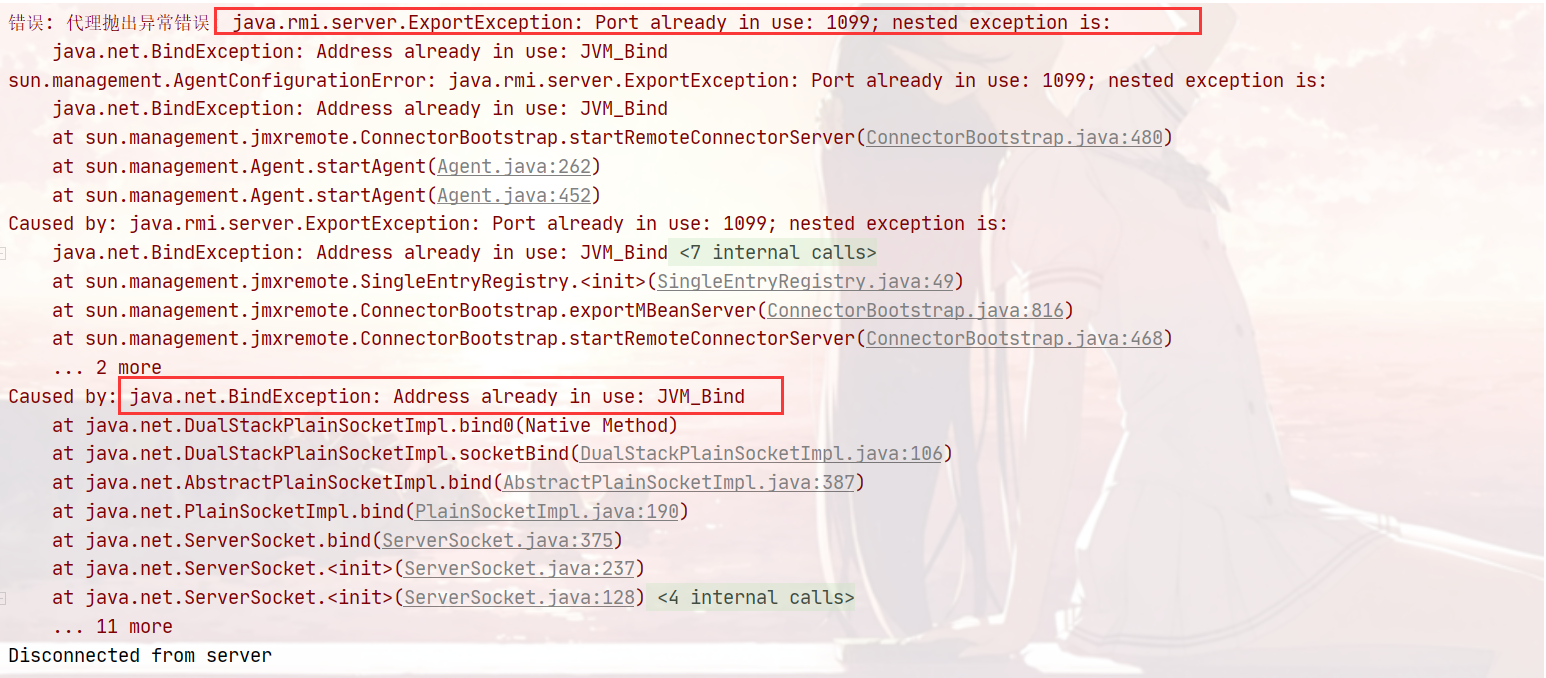 错误: 代理抛出异常错误 java.rmi.server.ExportException: Port already in use: 1099; nested exception is:
java.net.BindException: Address already in use: JVM_Bind
sun.management.AgentConfigurationError: java.rmi.server.ExportException: Port already in use: 1099; nested exception is:
java.net.BindException: Address already in use: JVM_Bind
at sun.management.jmxremote.ConnectorBootstrap.startRemoteConnectorServer(ConnectorBootstrap.java:480)
at sun.management.Agent.startAgent(Agent.java:262)
at sun.management.Agent.startAgent(Agent.java:452)
Caused by: java.rmi.server.ExportException: Port already in use: 1099; nested exception is:
java.net.BindException: Address already in use: JVM_Bind <7 internal calls>
at sun.management.jmxremote.SingleEntryRegistry.<init>(SingleEntryRegistry.java:49)
at sun.management.jmxremote.ConnectorBootstrap.exportMBeanServer(ConnectorBootstrap.java:816)
at sun.management.jmxremote.ConnectorBootstrap.startRemoteConnectorServer(ConnectorBootstrap.java:468)
... 2 more
Caused by: java.net.BindException: Address already in use: JVM_Bind
at java.net.DualStackPlainSocketImpl.bind0(Native Method)
at java.net.DualStackPlainSocketImpl.socketBind(DualStackPlainSocketImpl.java:106)
at java.net.AbstractPlainSocketImpl.bind(AbstractPlainSocketImpl.java:387)
at java.net.PlainSocketImpl.bind(PlainSocketImpl.java:190)
at java.net.ServerSocket.bind(ServerSocket.java:375)
at java.net.ServerSocket.<init>(ServerSocket.java:237)
at java.net.ServerSocket.<init>(ServerSocket.java:128) <4 internal calls>
... 11 more
Disconnected from server